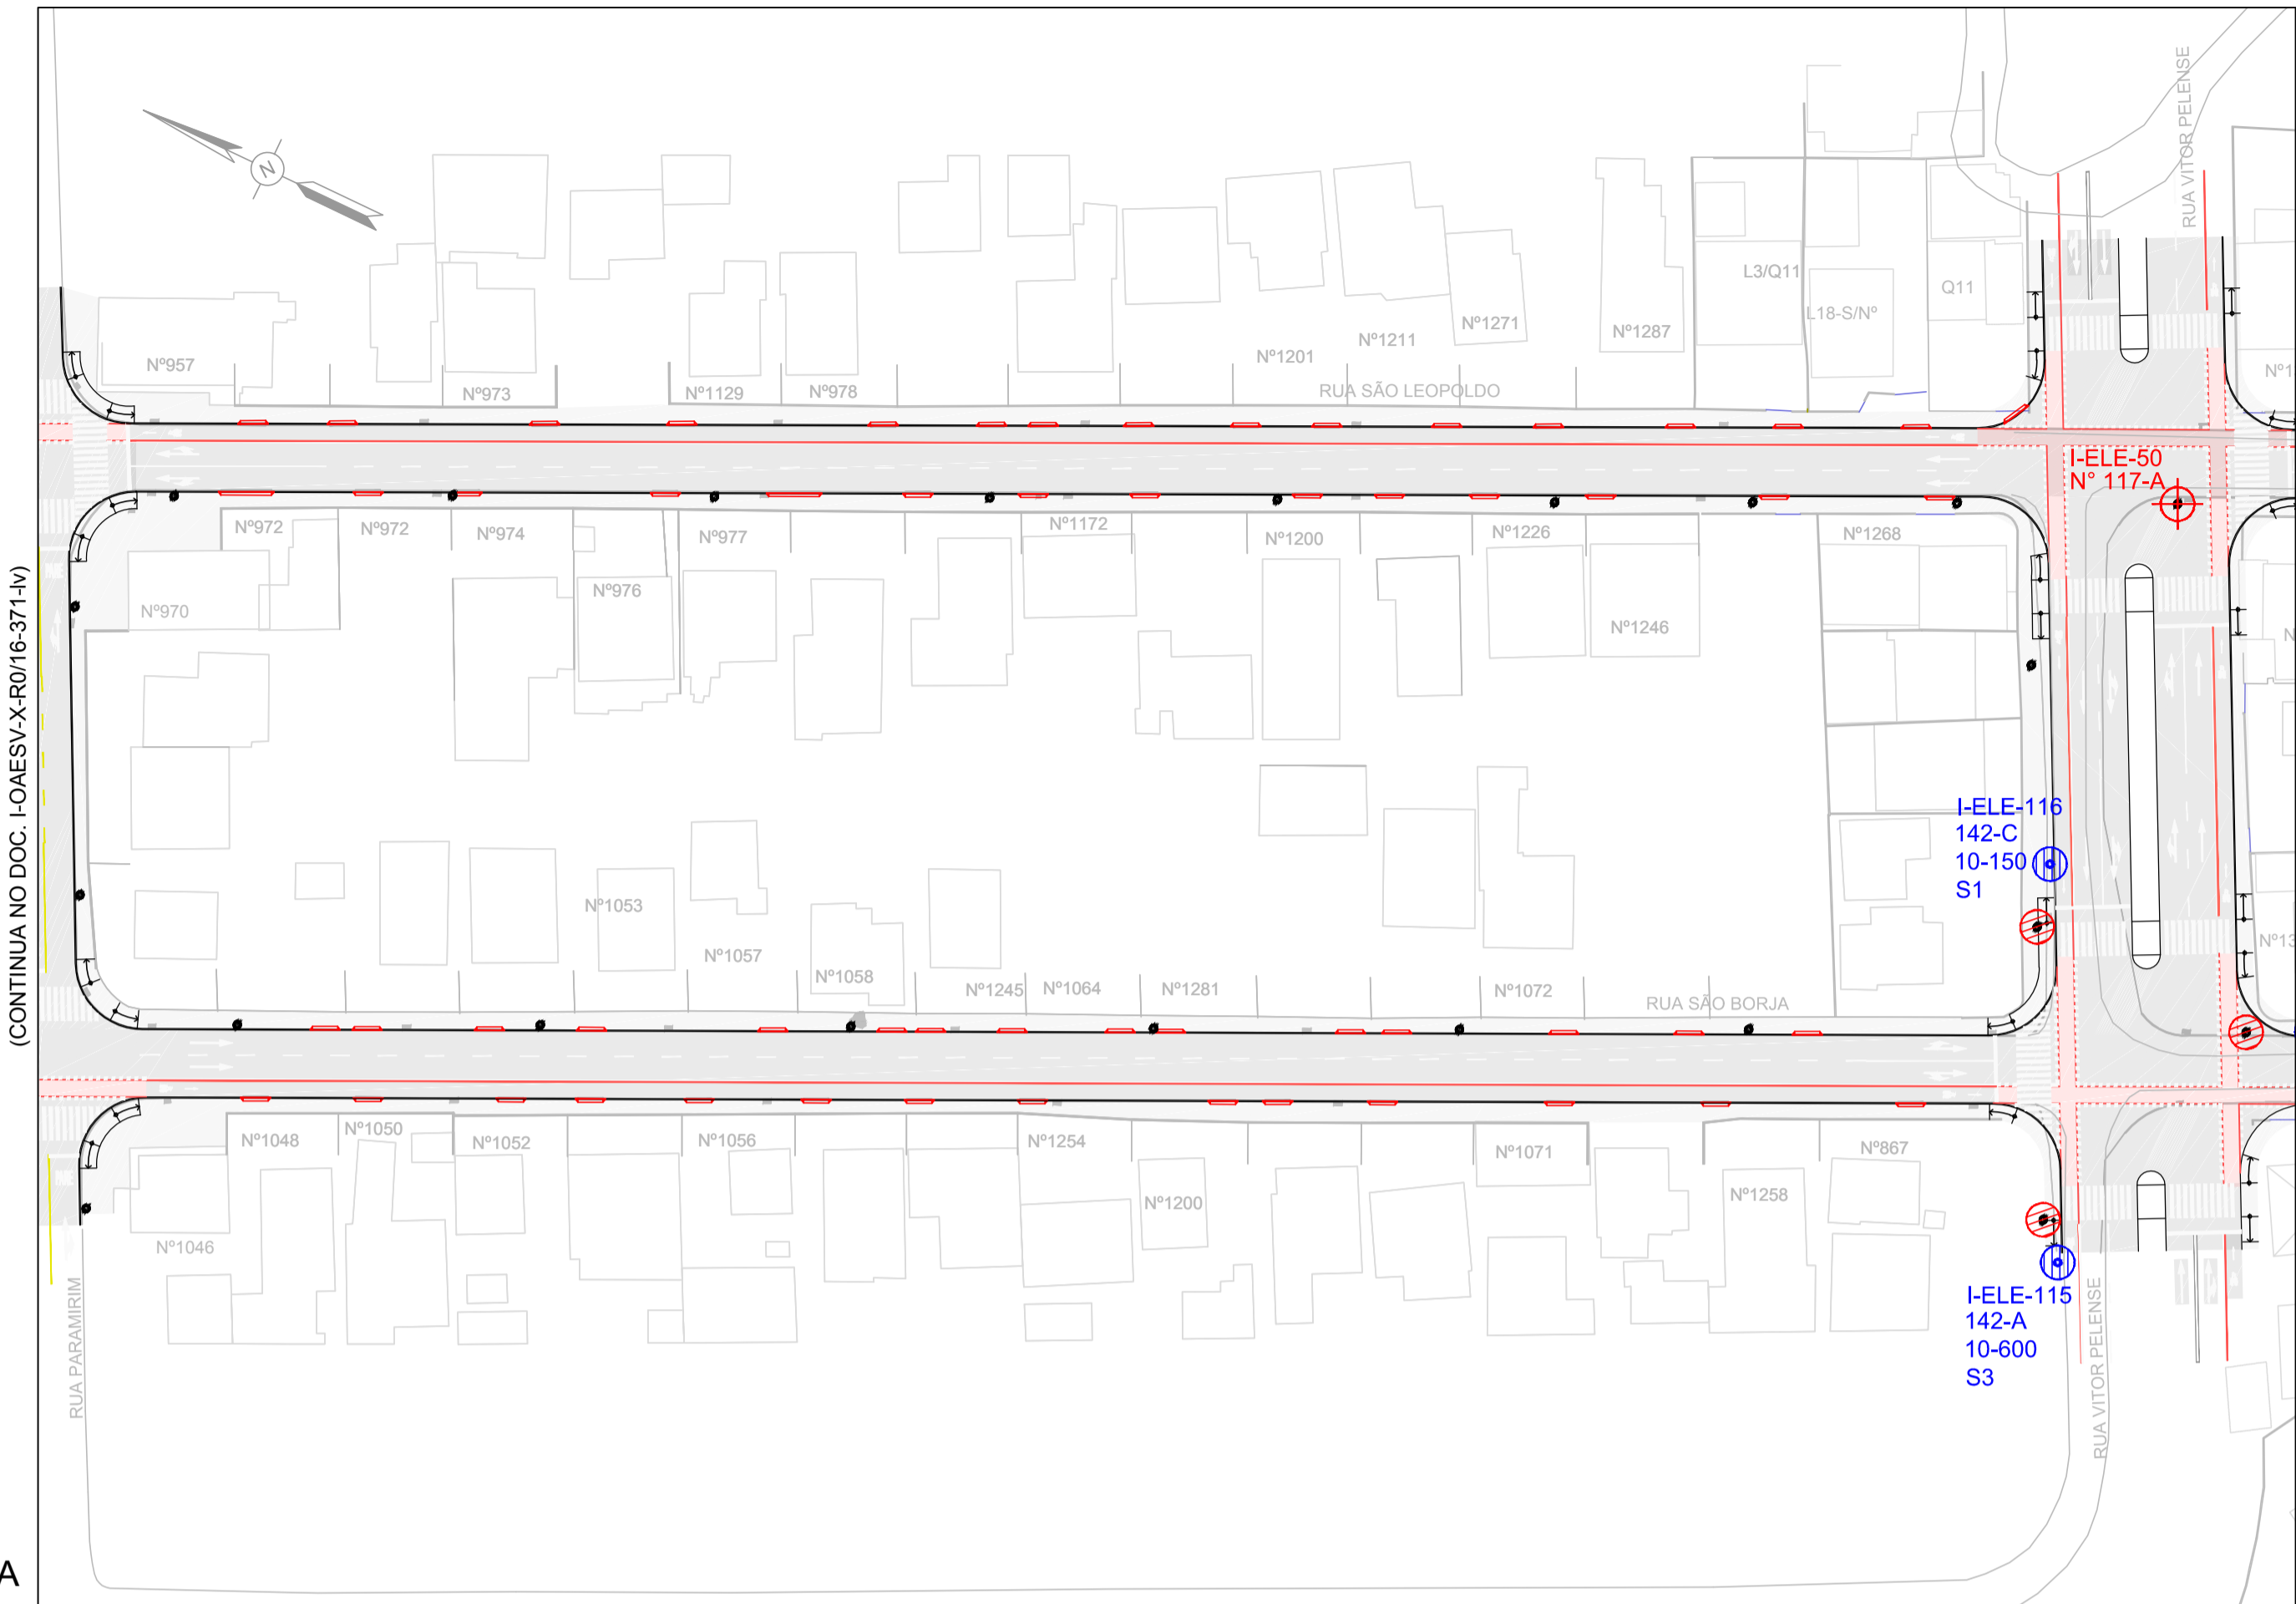 (CONTINUA NO DOC. I-OAESV-X-R0/16-371-Iv)
A
N
RUA VITOR PELENSE
L3/Q11
Q11
L18-S/Nº
Nº957
Nº973
Nº1129
Nº978
Nº1201
Nº1211
Nº1271
Nº1287
RUA SÃO LEOPOLDO
I-ELE-50
N° 117-A
Nº972
Nº972
Nº974
Nº977
Nº1172
Nº1200
Nº1226
Nº1268
Nº970
Nº976
Nº1246
I-ELE-116
142-C
10-150
S1
Nº1053
Nº1057
Nº1058
Nº1245
Nº1064
Nº1281
Nº1072
RUA SÃO BORJA
Nº1048
Nº1050
Nº1052
Nº1056
Nº1254
Nº1071
Nº867
Nº1046
Nº1200
Nº1258
I-ELE-115
142-A
10-600
S3
RUA PARAMIRIM
RUA VITOR PELENSE